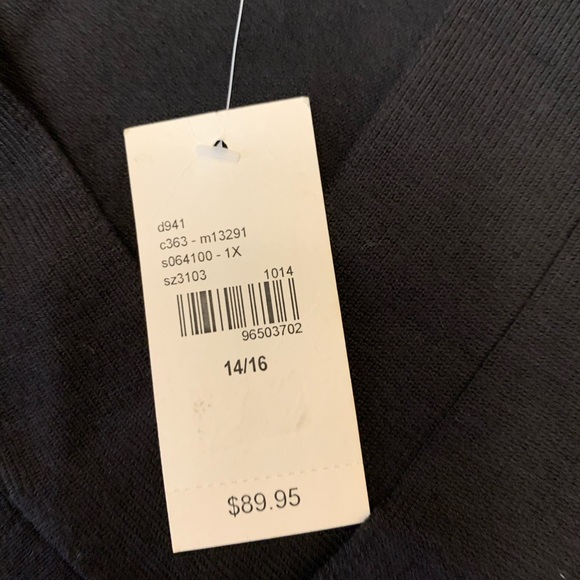 d941
c363 - m13291
s064100 - 1X
sz3103
1014
96503702
14/16
$89.95